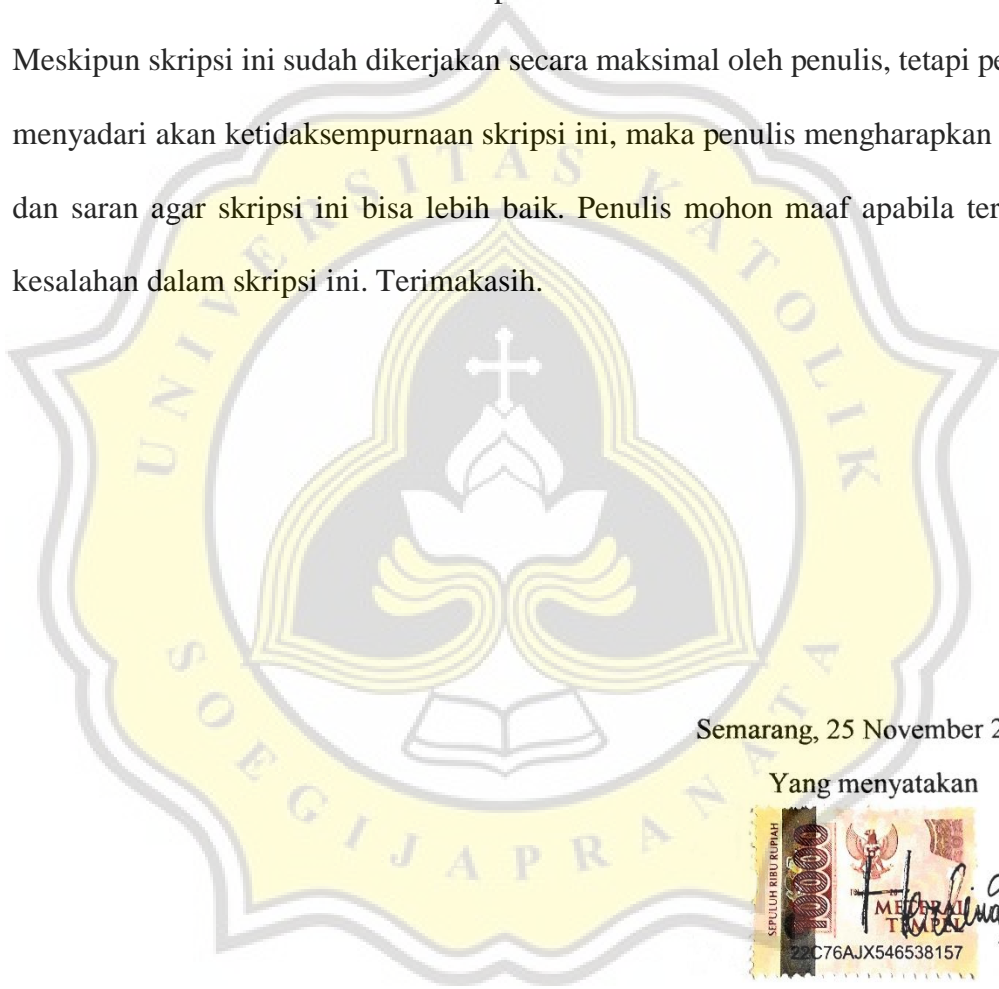 Meskipun skripsi ini sudah dikerjakan secara maksimal oleh penulis, tetapi pe
menyadari akan ketidaksempurnaan skripsi ini, maka penulis mengharapkan
dan saran agar skripsi ini bisa lebih baik. Penulis mohon maaf apabila ter
kesalahan dalam skripsi ini. Terimakasih.
UNIVERSITAS KATOLIK
SOEGIJAPRANATA
Semarang, 25 November 2
Yang menyatakan
SEPULUH RIBU RUPIAH
10000
METERAI
TEMPEL
22C76AJX546538157